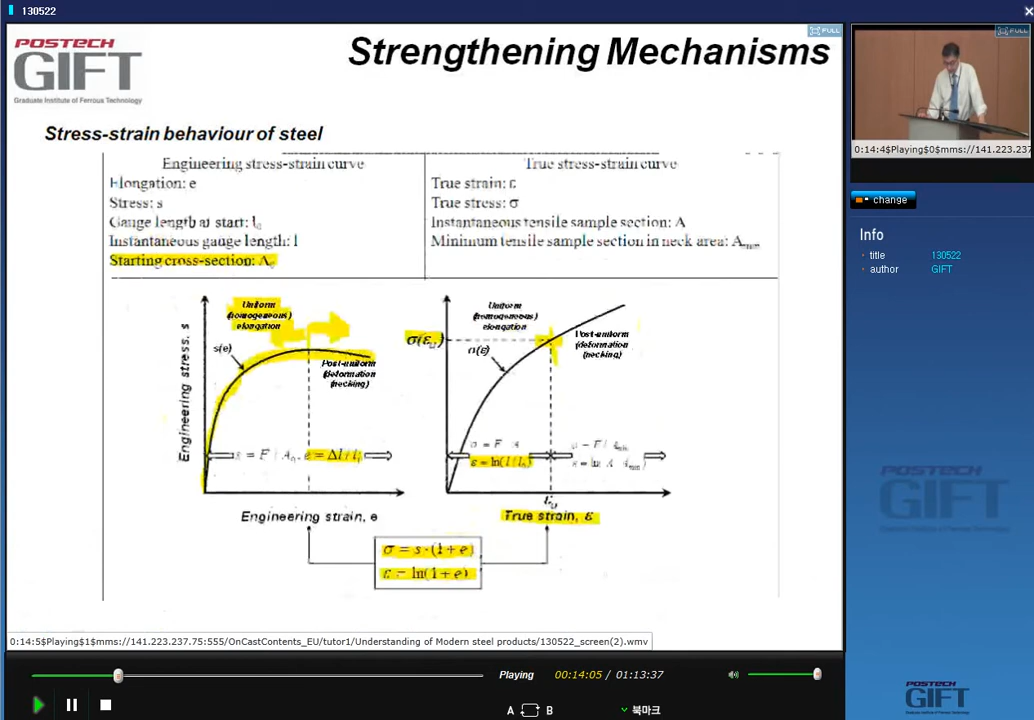 130522
POSTECH
GIFT
Graduate Institute of Ferrous Technology
Strengthening Mechanisms
FULL
FULL
Stress-strain behaviour of steel
Engineering stress-strain curve
True stress-strain curve
Elongation: e
True strain: ε
Stress: s
True stress: σ
Gauge length at start: l₀
Instantaneous tensile sample section: A
Instantaneous gauge length: l
Minimum tensile sample section in neck area: Amin
Starting cross-section: A₀
Uniform
(homogeneous)
elongation
s(e)
Post-uniform
(deformation
(necking)
Engineering stress, s
s = F / A₀, e = Δl / l₀
Engineering strain, e
σ(εu)
Uniform
(homogeneous)
elongation
σ(ε)
Post-uniform
(deformation
(necking)
σ = F / A
ε = ln(l / l₀)
εu
True strain, ε
σ = s·(1+e)
ε = ln(1+e)
0:14:4$Playing$0$mms://141.223.237
change
Info
title 130522
author GIFT
0:14:5$Playing$1$mms://141.223.237.75:555/OnCastContents_EU/tutor1/Understanding of Modern steel products/130522_screen(2).wmv
Playing 00:14:05 / 01:13:37
A B 북마크
POSTECH
GIFT